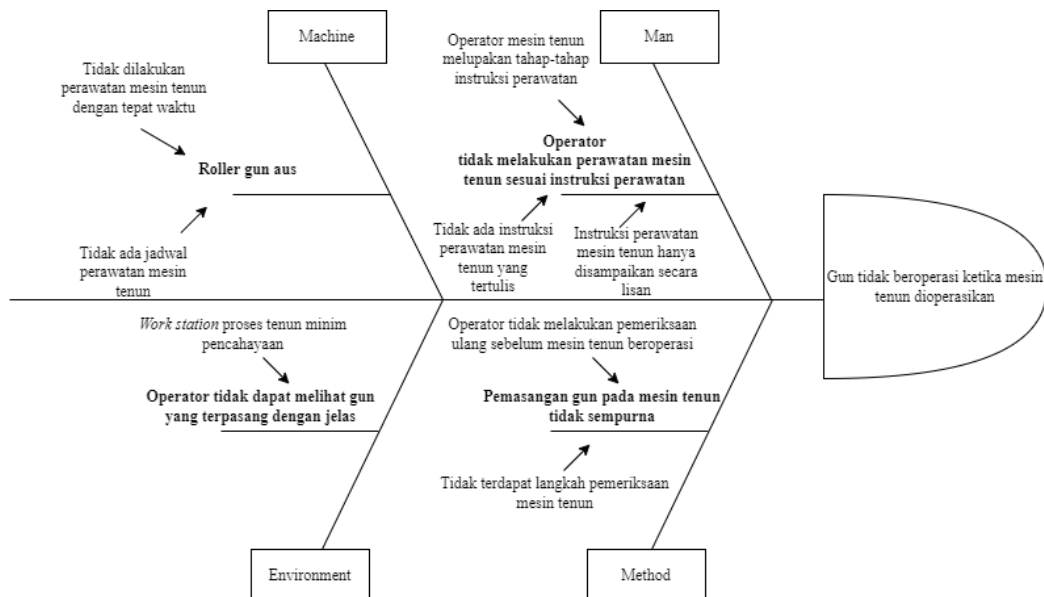 Machine
Man
Tidak dilakukan
perawatan mesin tenun
dengan tepat waktu
Roller gun aus
Tidak ada jadwal
perawatan mesin
tenun
Operator mesin tenun
melupakan tahap-tahap
instruksi perawatan
Operator
tidak melakukan perawatan mesin
tenun sesuai instruksi perawatan
Tidak ada instruksi
perawatan mesin
tenun yang
tertulis
Instruksi perawatan
mesin tenun hanya
disampaikan secara
lisan
Gun tidak beroperasi ketika mesin
tenun dioperasikan
Work station proses tenun minim
pencahayaan
Operator tidak dapat melihat gun
yang terpasang dengan jelas
Operator tidak melakukan pemeriksaan
ulang sebelum mesin tenun beroperasi
Pemasangan gun pada mesin tenun
tidak sempurna
Tidak terdapat langkah pemeriksaan
mesin tenun
Environment
Method